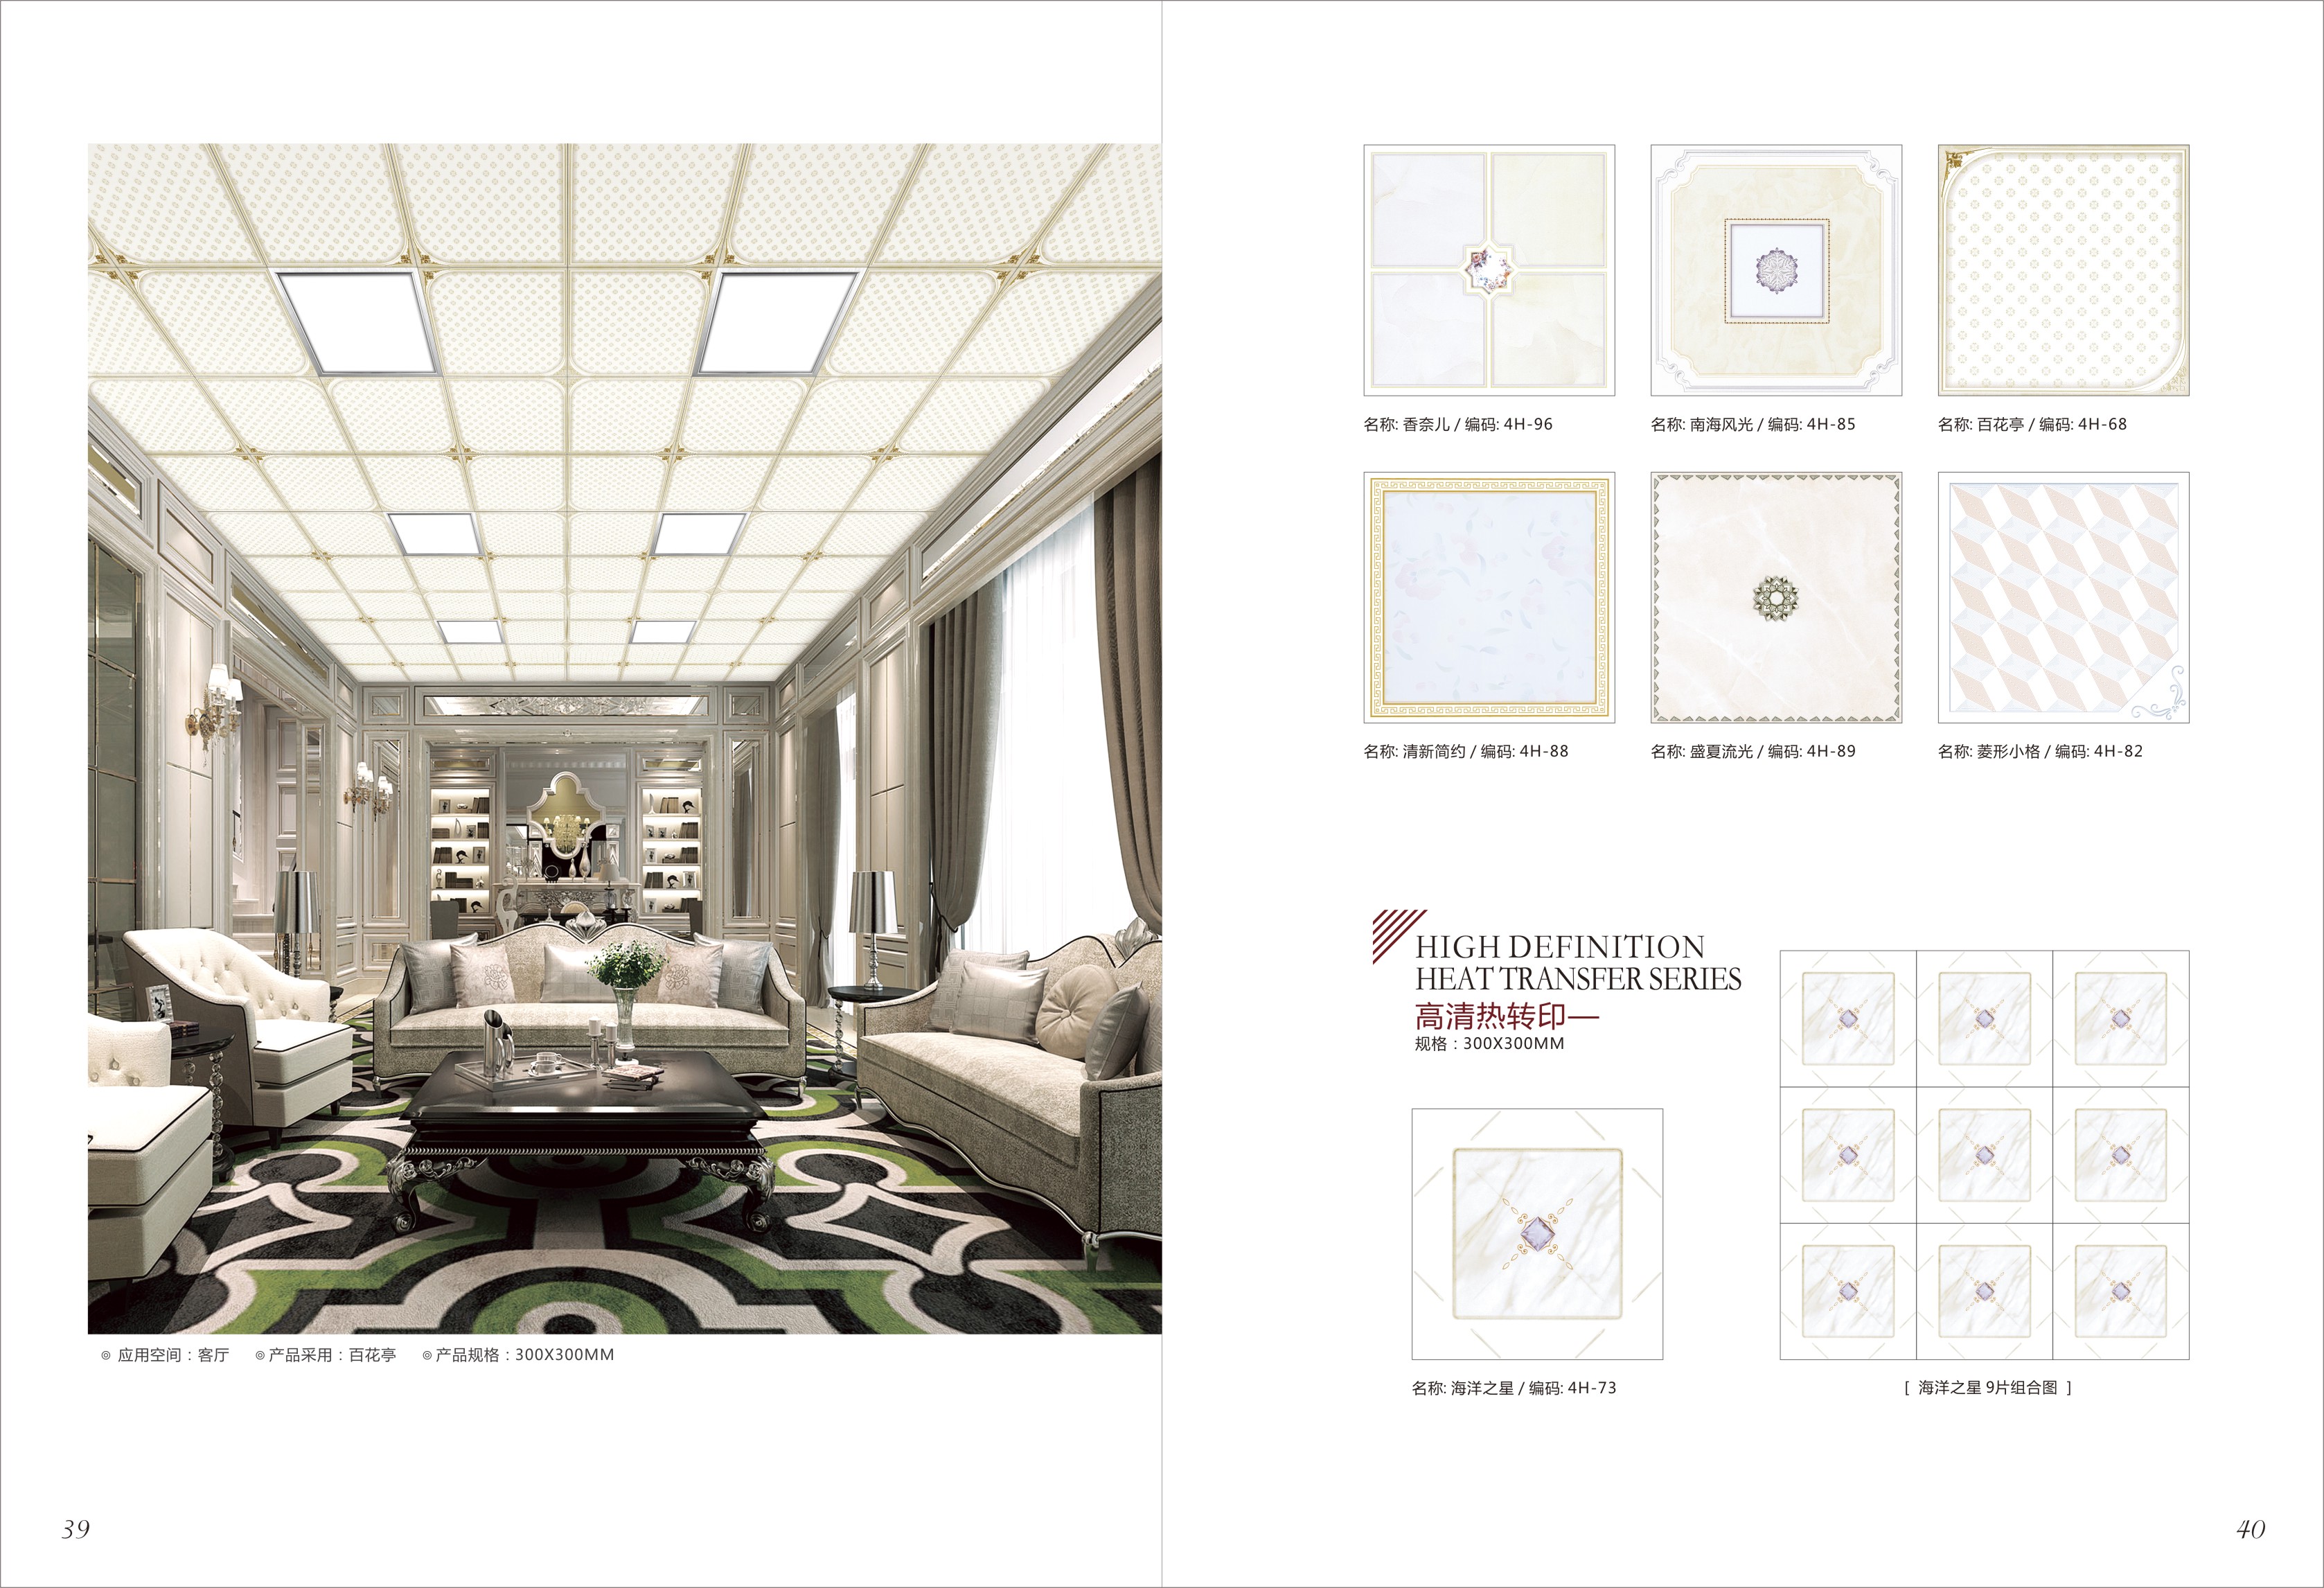 ◎ 应用空间：客厅 ◎产品采用：百花亭 ◎产品规格：300X300MM
39
名称: 香奈儿 / 编码: 4H-96
名称: 南海风光 / 编码: 4H-85
名称: 百花亭 / 编码: 4H-68
名称: 清新简约 / 编码: 4H-88
名称: 盛夏流光 / 编码: 4H-89
名称: 菱形小格 / 编码: 4H-82
HIGH DEFINITION
HEAT TRANSFER SERIES
高清热转印—
规格：300X300MM
名称: 海洋之星 / 编码: 4H-73
[ 海洋之星 9片组合图 ]
40